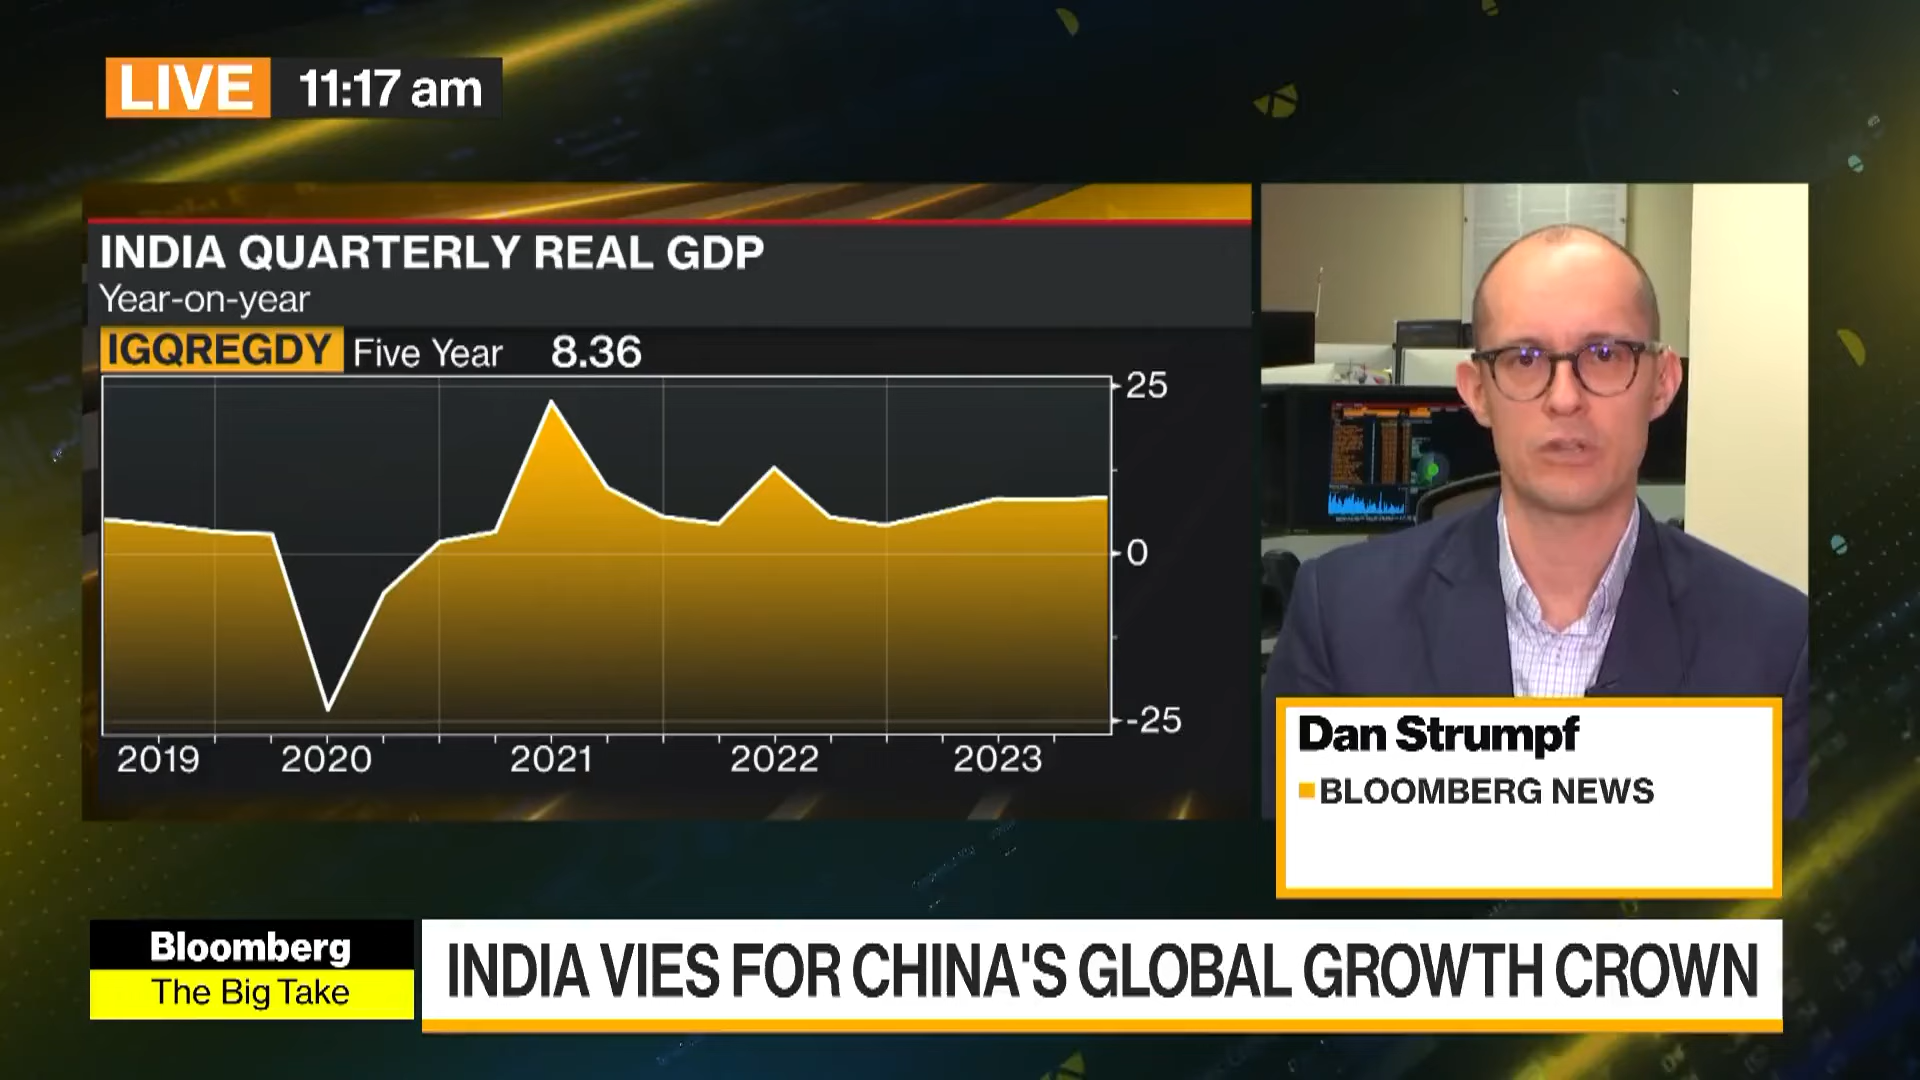 LIVE 11:17 am
INDIA QUARTERLY REAL GDP
Year-on-year
IGQREGDY Five Year 8.36
25
0
-25
2019 2020 2021 2022 2023
Dan Strumpf
BLOOMBERG NEWS
Bloomberg
The Big Take
INDIA VIES FOR CHINA'S GLOBAL GROWTH CROWN